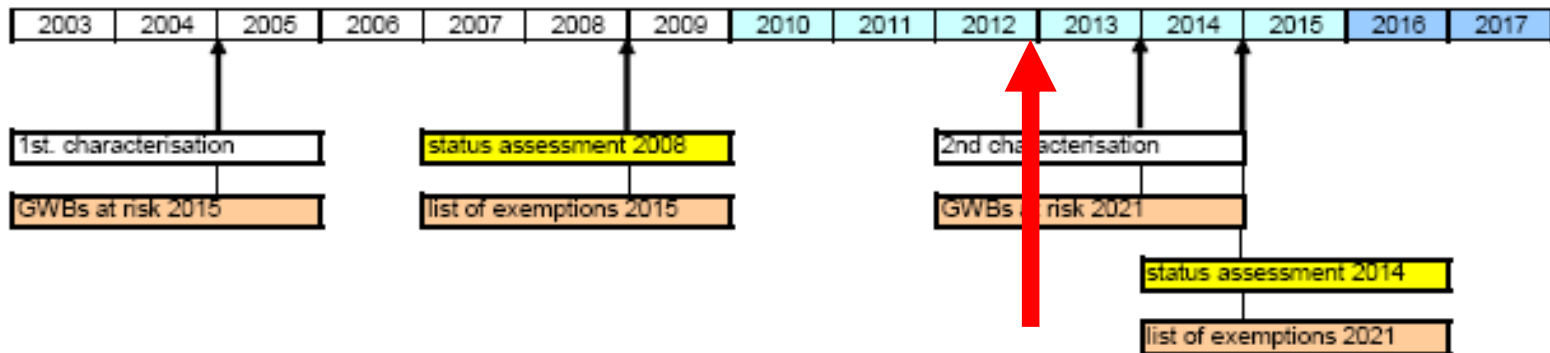 2003 2004 2005 2006 2007 2008 2009 2010 2011 2012 2013 2014 2015 2016 2017
1st. characterisation
status assessment 2008
2nd characterisation
GWBs at risk 2015
list of exemptions 2015
GWBs at risk 2021
status assessment 2014
list of exemptions 2021